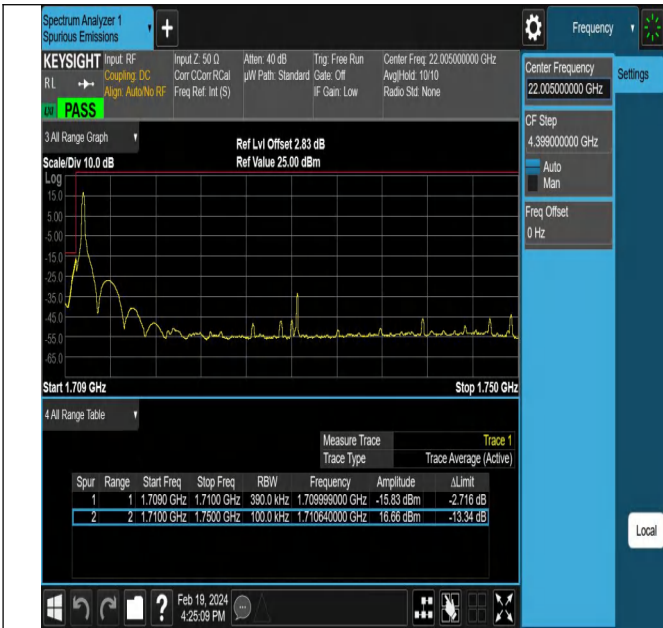 Spectrum Analyzer 1
Spurious Emissions
Frequency
KEYSIGHT
RL
PASS
Input: RF
Coupling: DC
Align: Auto/No RF
Input Z: 50 Ω
Corr CCorr RCal
Freq Ref: Int (S)
Atten: 40 dB
µW Path: Standard
Trig: Free Run
Gate: Off
IF Gain: Low
Center Freq: 22.005000000 GHz
Avg|Hold: 10/10
Radio Std: None
3 All Range Graph
Ref Lvl Offset 2.83 dB
Scale/Div 10.0 dB
Ref Value 25.00 dBm
Log
15.0
5.00
-5.00
-15.0
-25.0
-35.0
-45.0
-55.0
-65.0
Start 1.709 GHz
Stop 1.750 GHz
4 All Range Table
Measure Trace Trace 1
Trace Type Trace Average (Active)
Spur Range Start Freq Stop Freq RBW Frequency Amplitude ΔLimit
1 1 1.7090 GHz 1.7100 GHz 390.0 kHz 1.709999000 GHz -15.83 dBm -2.716 dB
2 2 1.7100 GHz 1.7500 GHz 100.0 kHz 1.710640000 GHz 16.66 dBm -13.34 dB
Feb 19, 2024
4:25:09 PM
Center Frequency
22.005000000 GHz
Settings
CF Step
4.399000000 GHz
Auto
Man
Freq Offset
0 Hz
Local